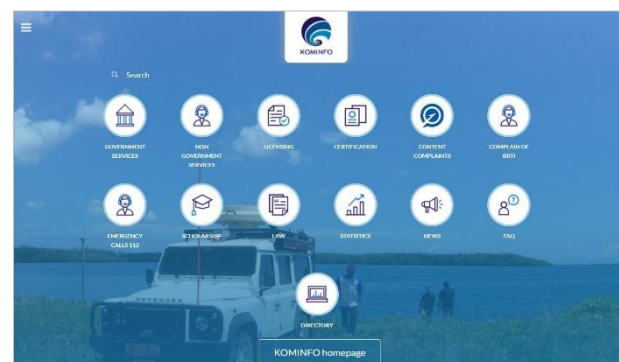 KOMINFO
Search
GOVERNMENT
SERVICES
NON
GOVERNMENT
SERVICES
LICENSING
CERTIFICATION
CONTENT
COMPLAINTS
COMPLAIN OF
BRTI
EMERGENCY
CALLS 112
SCHOLARSHIP
LAW
STATISTICS
NEWS
FAQ
DIRECTORY
KOMINFO homepage